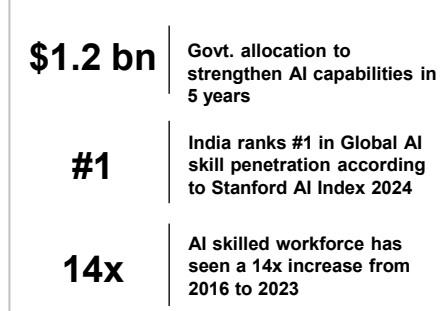 $1.2 bn
Govt. allocation to
strengthen AI capabilities in
5 years
#1
India ranks #1 in Global AI
skill penetration according
to Stanford AI Index 2024
14x
AI skilled workforce has
seen a 14x increase from
2016 to 2023